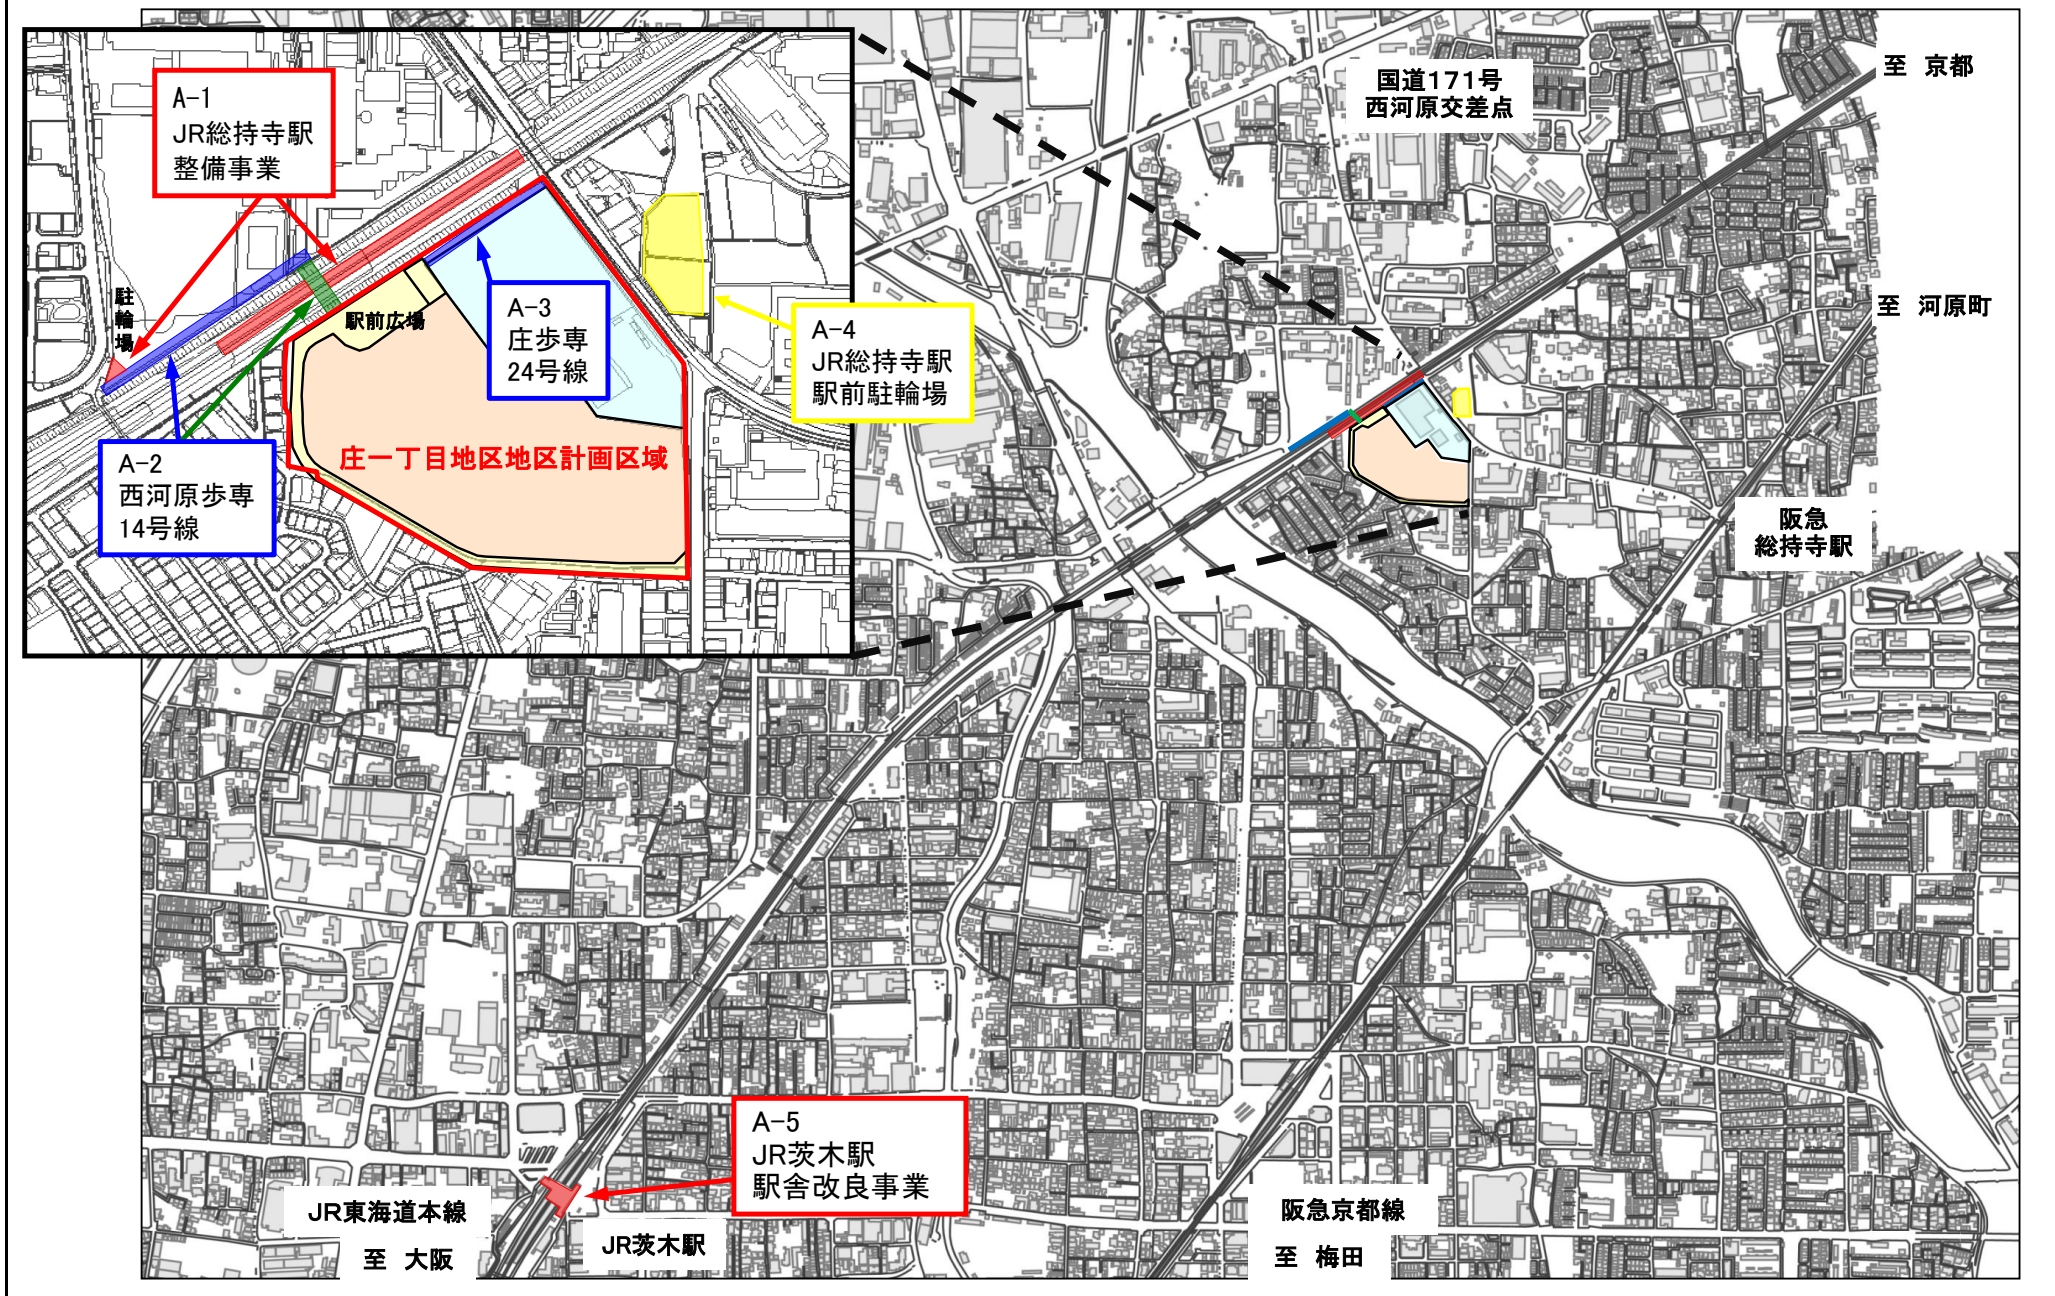 A-1
JR総持寺駅
整備事業
駐輪場
駅前広場
A-3
庄歩専
24号線
A-4
JR総持寺駅
駅前駐輪場
庄一丁目地区地区計画区域
A-2
西河原歩専
14号線
国道171号
西河原交差点
至 京都
至 河原町
阪急
総持寺駅
A-5
JR茨木駅
駅舎改良事業
JR東海道本線
至 大阪
JR茨木駅
阪急京都線
至 梅田